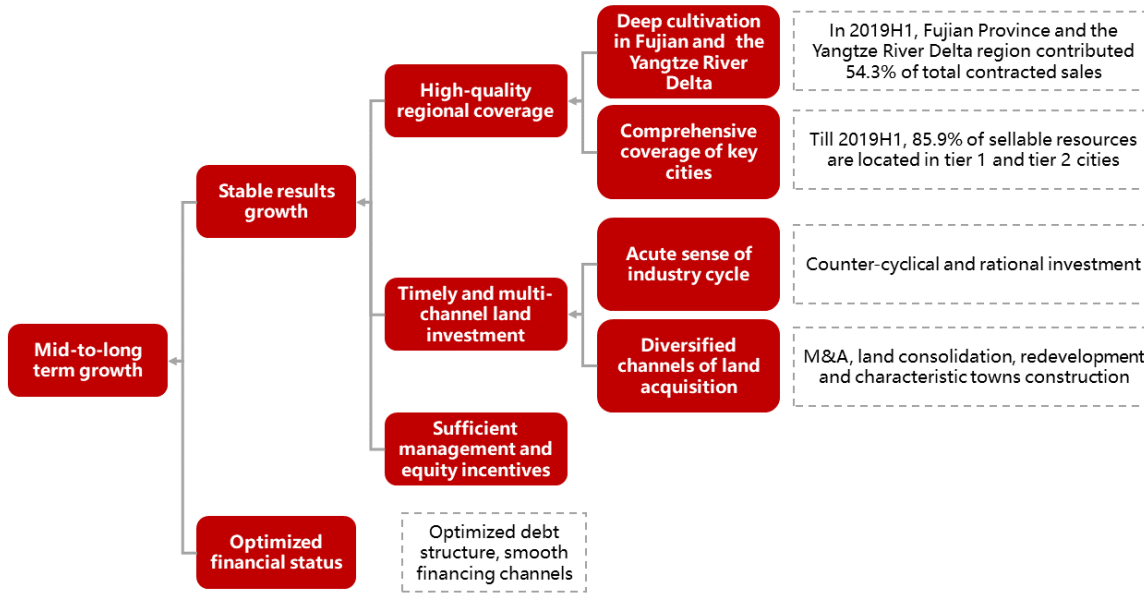 Deep cultivation
in Fujian and the
Yangtze River
Delta
In 2019H1, Fujian Province and the
Yangtze River Delta region contributed
54.3% of total contracted sales
High-quality
regional coverage
Comprehensive
coverage of key
cities
Till 2019H1, 85.9% of sellable resources
are located in tier 1 and tier 2 cities
Stable results
growth
Acute sense of
industry cycle
Counter-cyclical and rational investment
Timely and multi-
channel land
investment
Mid-to-long
term growth
Diversified
channels of land
acquisition
M&A, land consolidation, redevelopment
and characteristic towns construction
Sufficient
management and
equity incentives
Optimized
financial status
Optimized debt
structure, smooth
financing channels